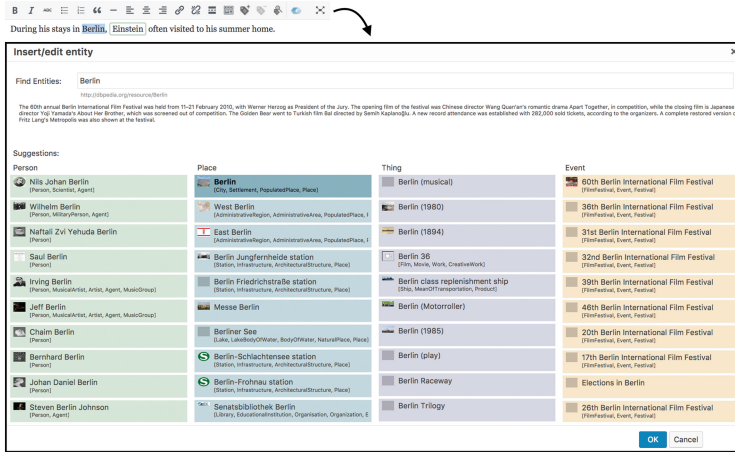 B I ABC
During his stays in Berlin, Einstein often visited to his summer home.
Insert/edit entity
x
Find Entities: Berlin
http://dbpedia.org/resource/Berlin
The 60th annual Berlin International Film Festival was held from 11–21 February 2010, with Werner Herzog as President of the Jury. The opening film of the festival was Chinese director Wang Quan'an's romantic drama Apart Together, in competition, while the closing film is Japanese
director Yoji Yamada's About Her Brother, which was screened out of competition. The Golden Bear went to Turkish film Bal directed by Semih Kaplanoğlu. A new record attendance was established with 282,000 sold tickets, according to the organizers. A complete restored version o
Fritz Lang's Metropolis was also shown at the festival.
Suggestions:
Person Place Thing Event
Nils Johan Berlin Berlin Berlin (musical) 60th Berlin International Film Festival
[Person, Scientist, Agent] [City, Settlement, PopulatedPlace, Place] [FilmFestival, Event, Festival]
Wilhelm Berlin West Berlin Berlin (1980) 36th Berlin International Film Festival
[Person, MilitaryPerson, Agent] [AdministrativeRegion, AdministrativeArea, PopulatedPlace, [FilmFestival, Event, Festival]
Naftali Zvi Yehuda Berlin East Berlin Berlin (1894) 31st Berlin International Film Festival
[Person] [AdministrativeRegion, AdministrativeArea, PopulatedPlace, [FilmFestival, Event, Festival]
Saul Berlin Berlin Jungfernheide station Berlin 36 32nd Berlin International Film Festival
[Person] [Station, Infrastructure, ArchitecturalStructure, Place] [Film, Movie, Work, CreativeWork] [FilmFestival, Event, Festival]
Irving Berlin Berlin Friedrichstraße station Berlin class replenishment ship 39th Berlin International Film Festival
[Person, MusicalArtist, Artist, Agent, MusicGroup] [Station, Infrastructure, ArchitecturalStructure, Place] [Ship, MeanOfTransportation, Product] [FilmFestival, Event, Festival]
Jeff Berlin Messe Berlin Berlin (Motorroller) 46th Berlin International Film Festival
[Person, MusicalArtist, Artist, Agent, MusicGroup] [FilmFestival, Event, Festival]
Chaim Berlin Berliner See Berlin (1985) 20th Berlin International Film Festival
[Person] [Lake, LakeBodyOfWater, BodyOfWater, NaturalPlace, Place] [FilmFestival, Event, Festival]
Bernhard Berlin Berlin-Schlachtensee station Berlin (play) 17th Berlin International Film Festival
[Person] [Station, Infrastructure, ArchitecturalStructure, Place] [FilmFestival, Event, Festival]
Johan Daniel Berlin Berlin-Frohnau station Berlin Raceway Elections in Berlin
[Person] [Station, Infrastructure, ArchitecturalStructure, Place]
Steven Berlin Johnson Senatsbibliothek Berlin Berlin Trilogy 26th Berlin International Film Festival
[Person, Agent] [Library, EducationalInstitution, Organisation, Organization, E [FilmFestival, Event, Festival]
OK Cancel